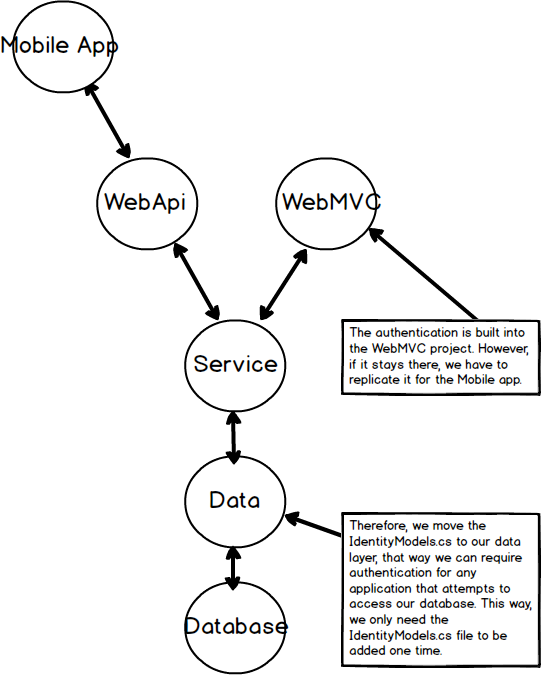 Mobile App
WebApi
WebMVC
The authentication is built into
the WebMVC project. However,
if it stays there, we have to
replicate it for the Mobile app.
Service
Data
Therefore, we move the
IdentityModels.cs to our data
layer, that way we can require
authentication for any
application that attempts to
access our database. This way,
we only need the
IdentityModels.cs file to be
added one time.
Database